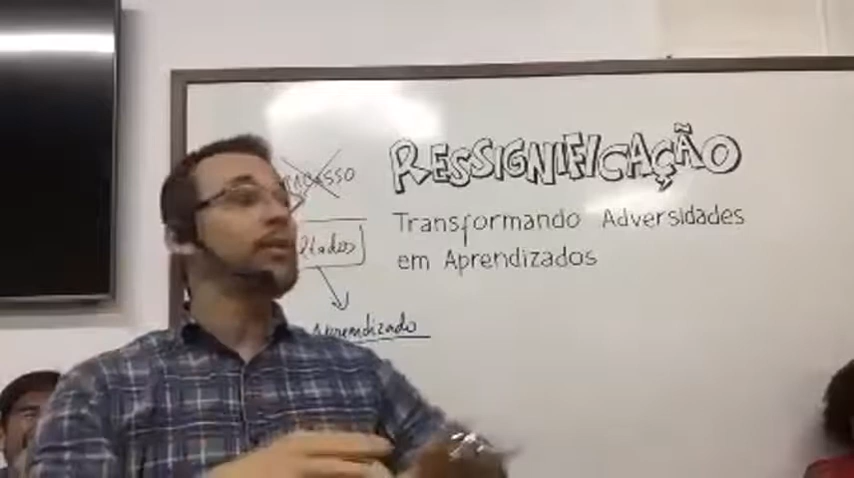 RESSIGNIFICAÇÃO
Transformando Adversidades
em Aprendizados
Aprendizado